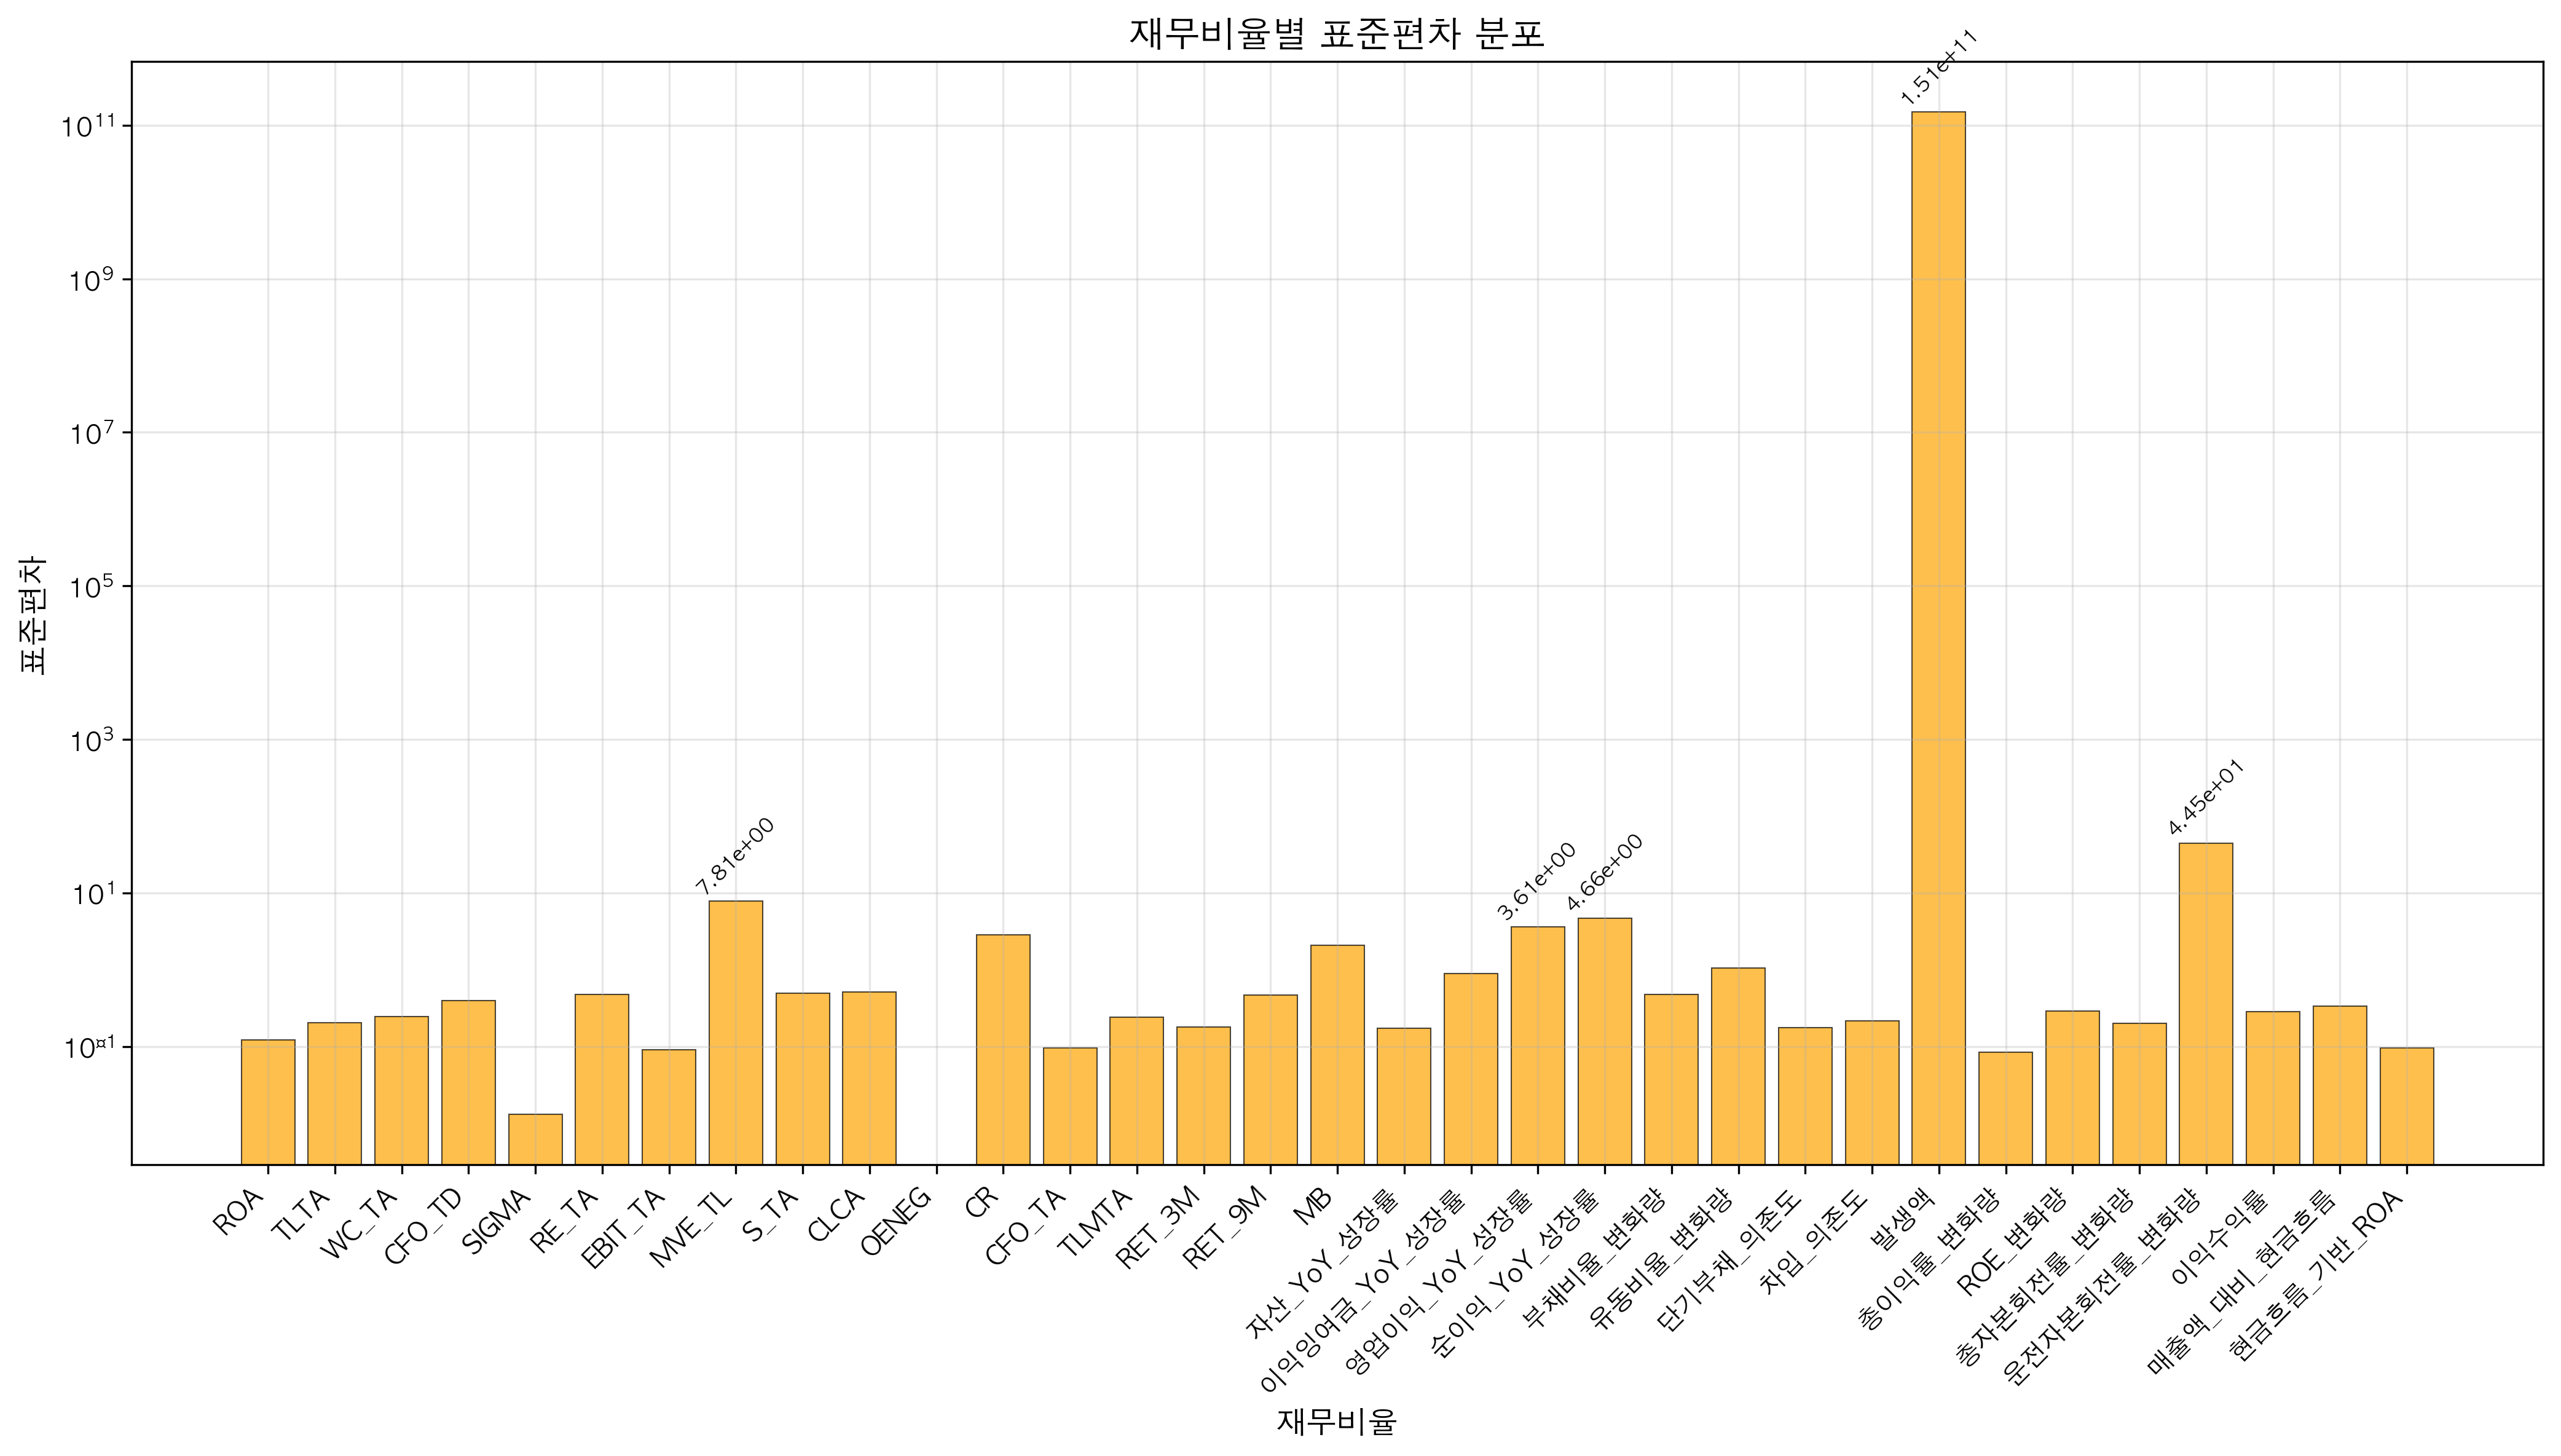 재무비율별 표준편차 분포
표준편차
10¹¹
10⁹
10⁷
10⁵
10³
10¹
10¤¹
7.81e+00
3.61e+00
4.66e+00
1.51e+11
4.45e+01
ROA
TLTA
WC_TA
CFO_TD
SIGMA
RE_TA
EBIT_TA
MVE_TL
S_TA
CLCA
OENEG
CR
CFO_TA
TLMTA
RET_3M
RET_9M
MB
자산_YoY_성장률
이익잉여금_YoY_성장률
영업이익_YoY_성장률
순이익_YoY_성장률
부채비율_변화량
유동비율_변화량
단기부채_의존도
차입_의존도
발생액
총이익률_변화량
ROE_변화량
총자본회전률_변화량
운전자본회전률_변화량
이익수익률
매출액_대비_현금흐름
현금흐름_기반_ROA
재무비율